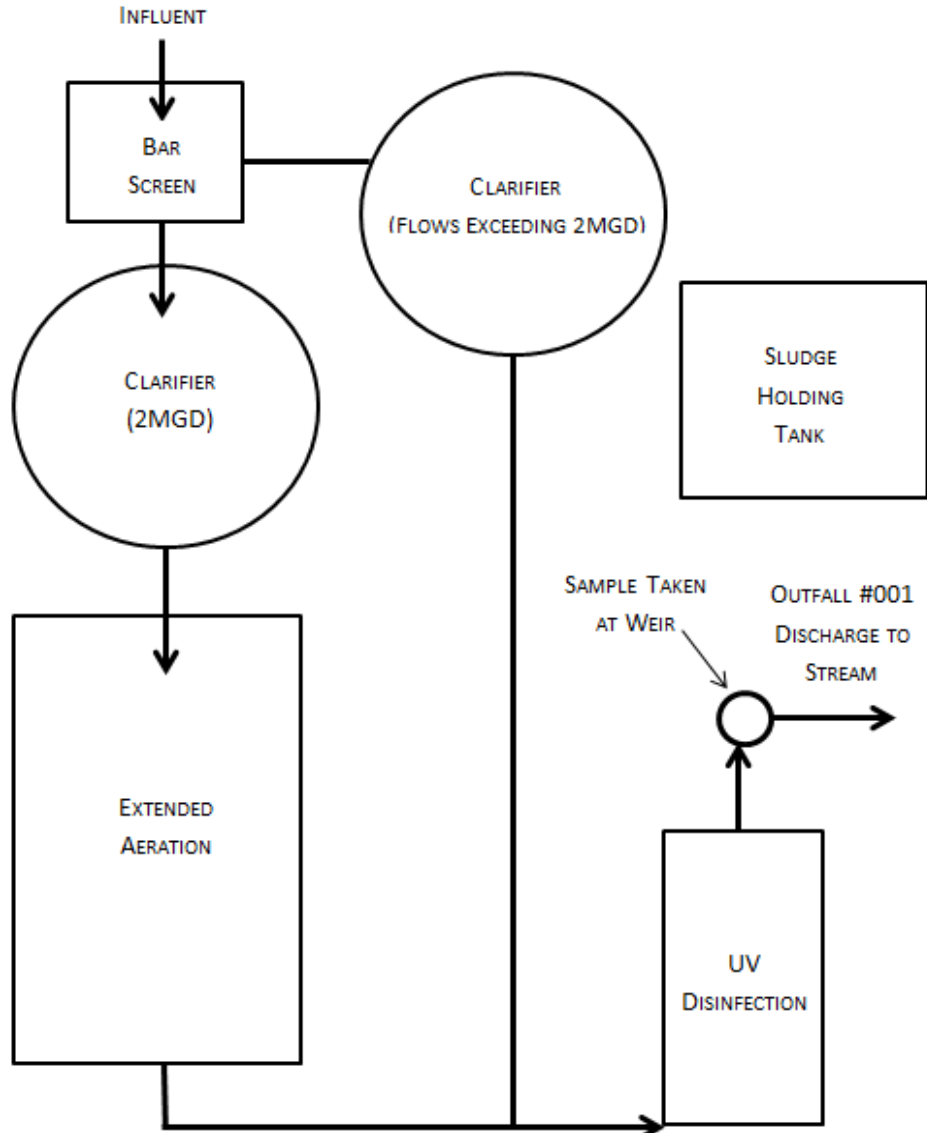 INFLUENT
BAR
SCREEN
CLARIFIER
(FLOWS EXCEEDING 2MGD)
CLARIFIER
(2MGD)
SLUDGE
HOLDING
TANK
SAMPLE TAKEN
AT WEIR
OUTFALL #001
DISCHARGE TO
STREAM
EXTENDED
AERATION
UV
DISINFECTION